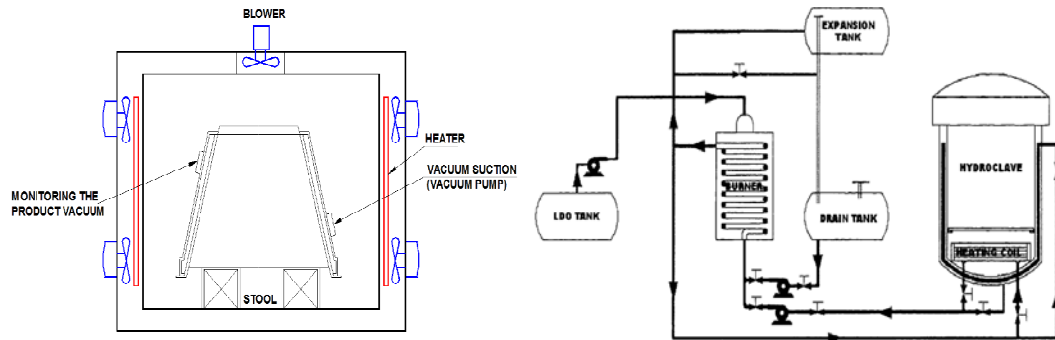 BLOWER
HEATER
VACUUM SUCTION
(VACUUM PUMP)
MONITORING THE
PRODUCT VACUUM
STOOL
EXPANSION
TANK
HYDROCLAVE
BURNER
LDO TANK
DRAIN TANK
HEATING COIL